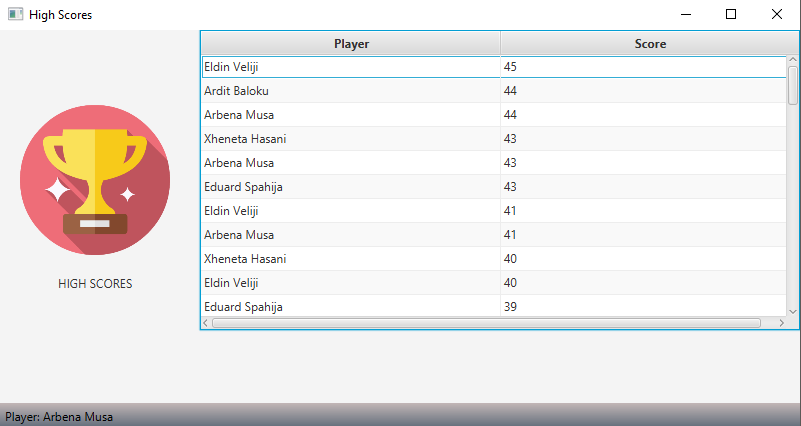 High Scores
Player Score
Eldin Veliji 45
Ardit Baloku 44
Arbena Musa 44
Xheneta Hasani 43
Arbena Musa 43
Eduard Spahija 43
Eldin Veliji 41
Arbena Musa 41
Xheneta Hasani 40
Eldin Veliji 40
Eduard Spahija 39
HIGH SCORES
Player: Arbena Musa